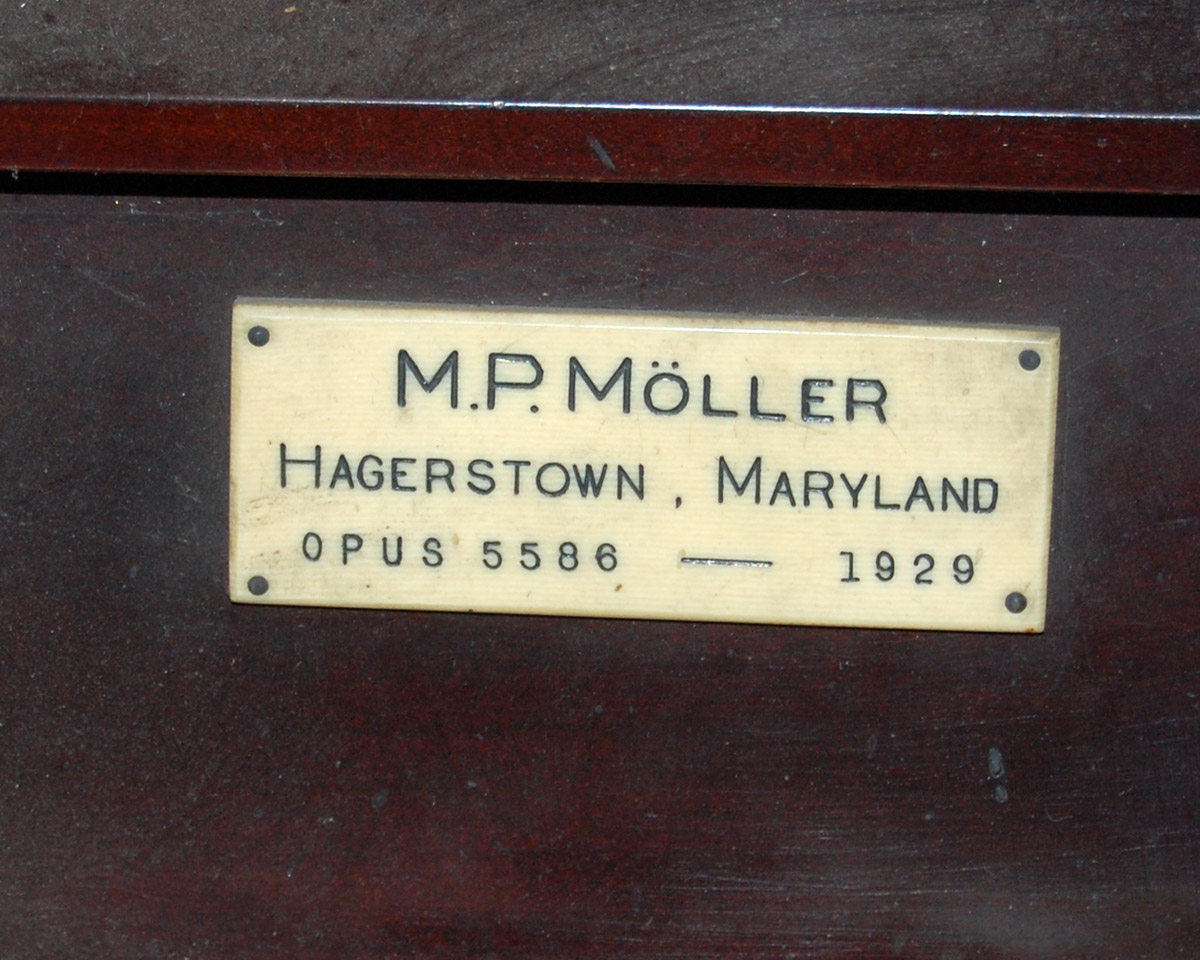 M.P. MÖLLER
HAGERSTOWN, MARYLAND
OPUS 5586 — 1929